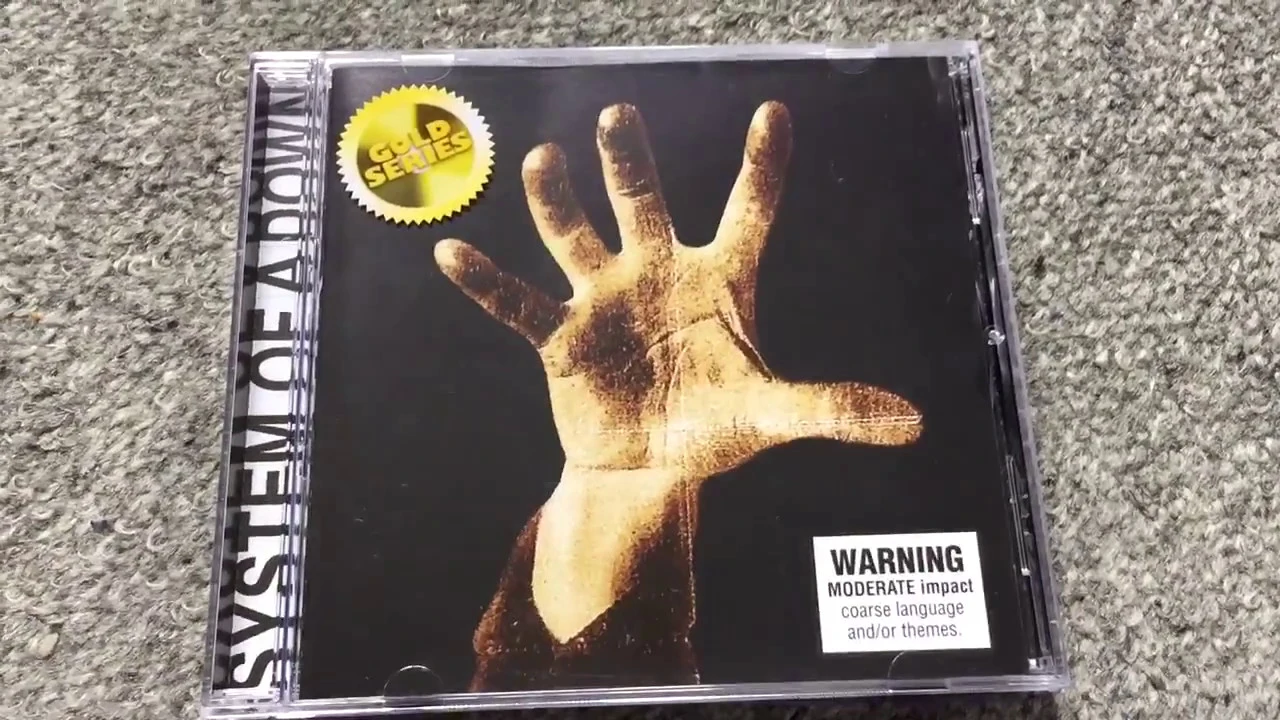 SYSTEM OF A DOWN
GOLD
SERIES
WARNING
MODERATE impact
coarse language
and/or themes.